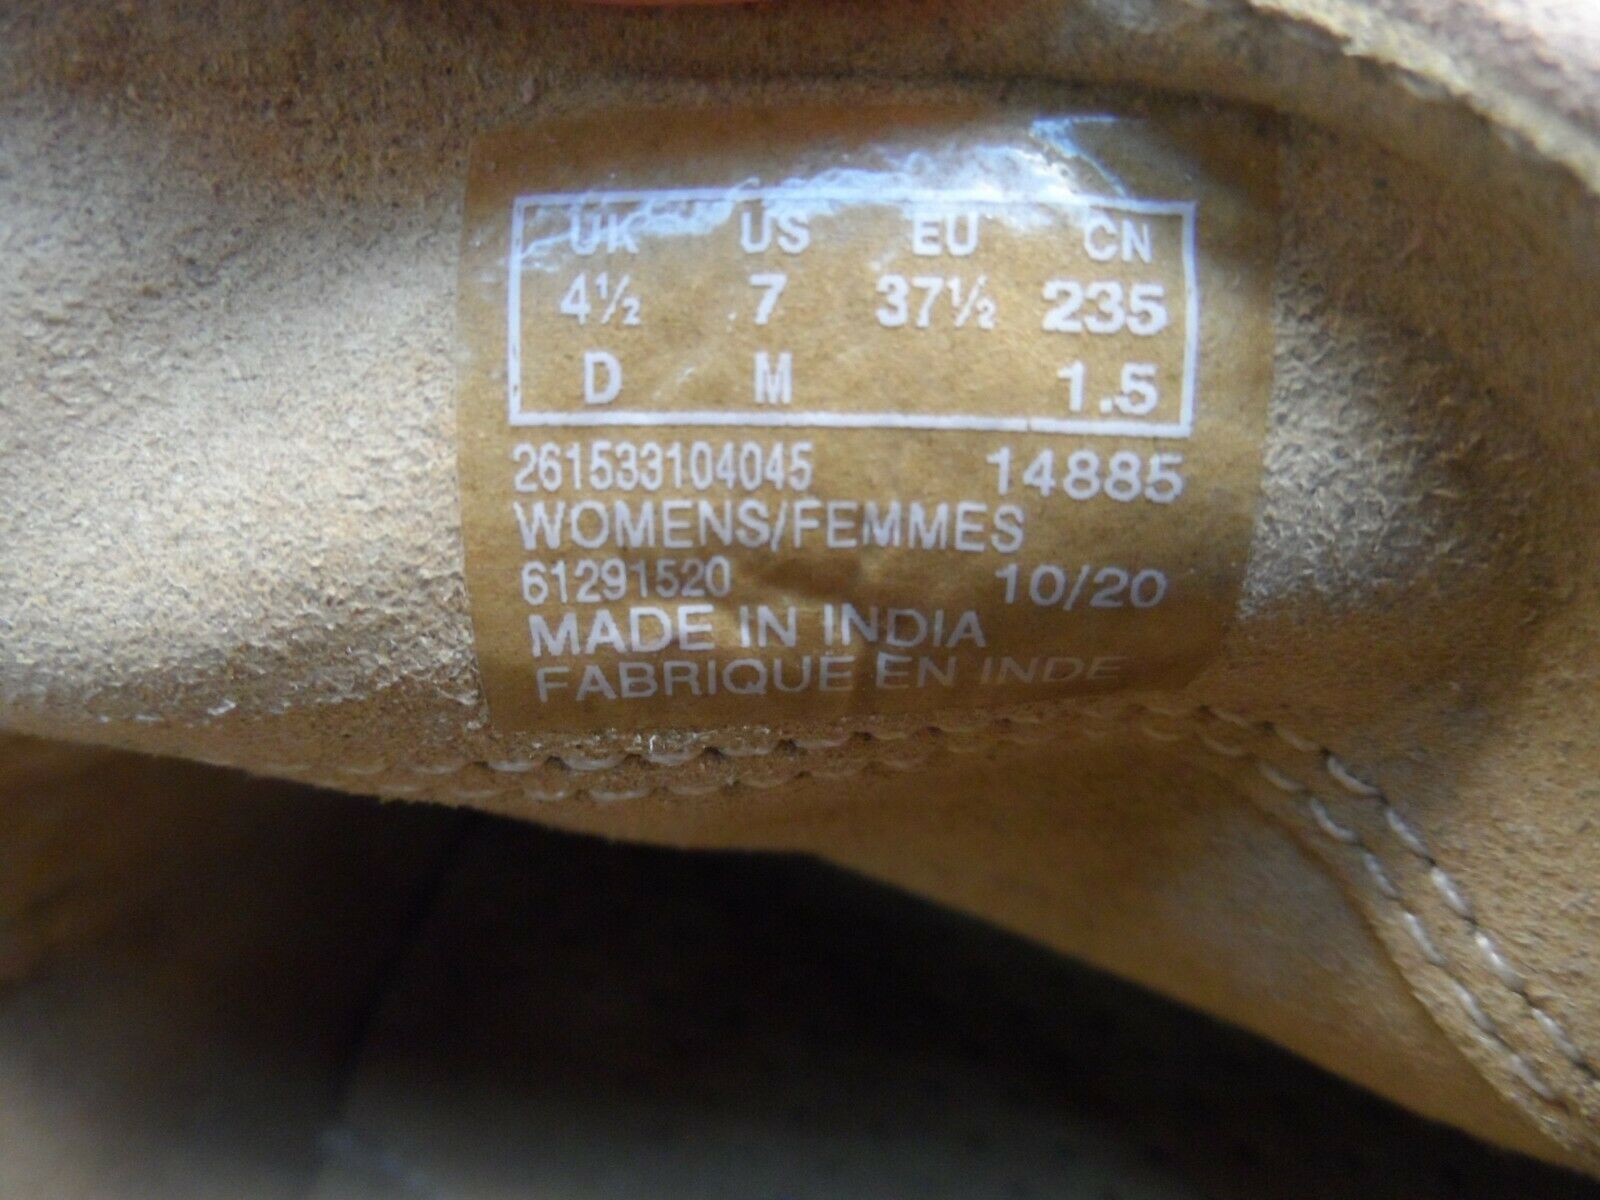 UK US EU CN
4½ 7 37½ 235
D M 1.5
261533104045 14885
WOMENS/FEMMES
61291520 10/20
MADE IN INDIA
FABRIQUE EN INDE